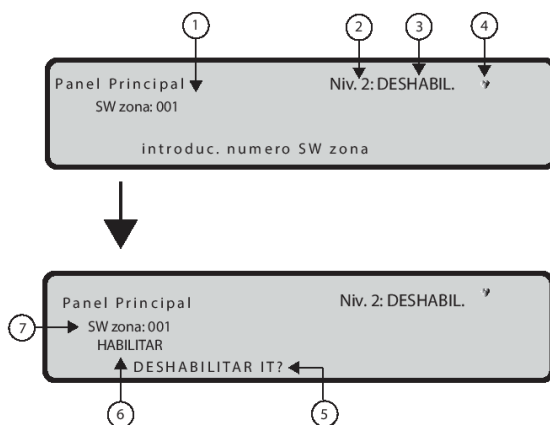 1 2 3 4
Panel Principal Niv. 2: DESHABIL.
SW zona: 001
introduc. numero SW zona
Panel Principal Niv. 2: DESHABIL.
7 SW zona: 001
HABILITAR
DESHABILITAR IT?
6 5